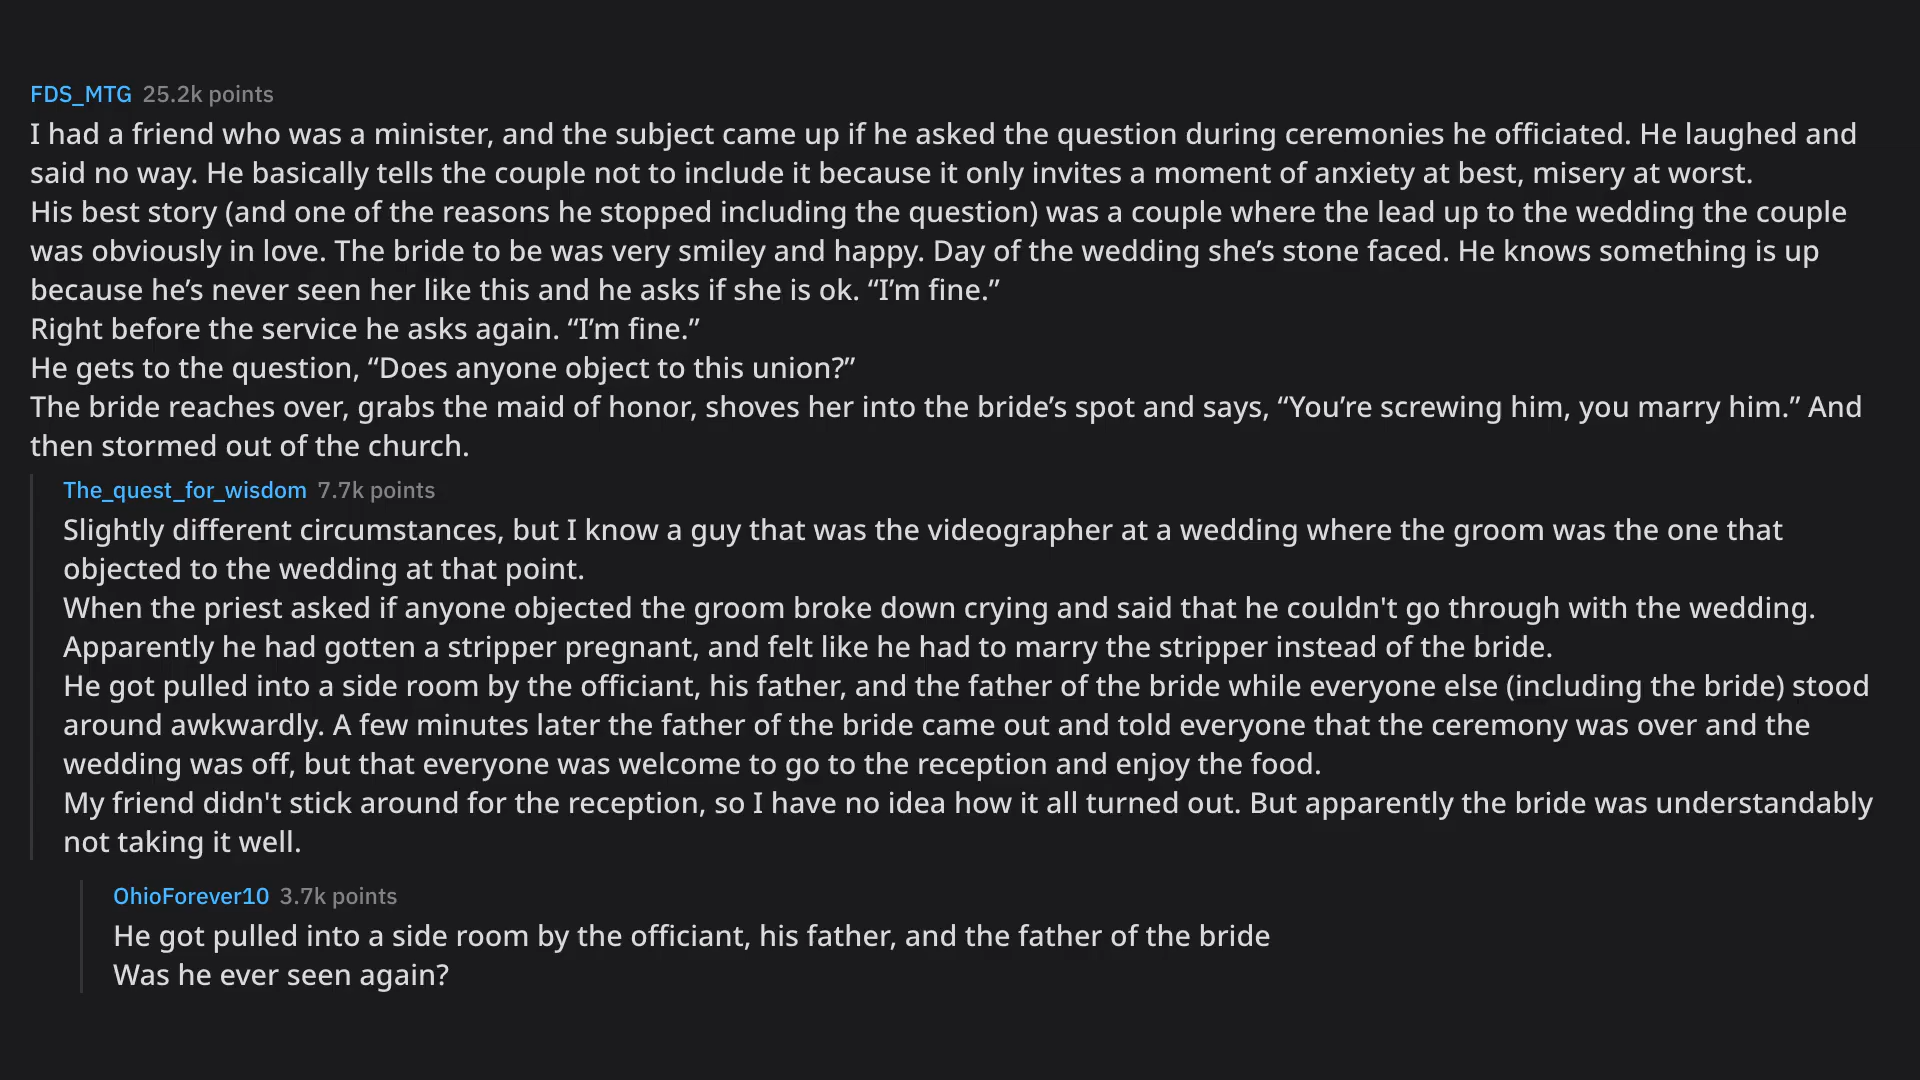 FDS_MTG 25.2k points
I had a friend who was a minister, and the subject came up if he asked the question during ceremonies he officiated. He laughed and
said no way. He basically tells the couple not to include it because it only invites a moment of anxiety at best, misery at worst.
His best story (and one of the reasons he stopped including the question) was a couple where the lead up to the wedding the couple
was obviously in love. The bride to be was very smiley and happy. Day of the wedding she’s stone faced. He knows something is up
because he’s never seen her like this and he asks if she is ok. “I’m fine.”
Right before the service he asks again. “I’m fine.”
He gets to the question, “Does anyone object to this union?”
The bride reaches over, grabs the maid of honor, shoves her into the bride’s spot and says, “You’re screwing him, you marry him.” And
then stormed out of the church.
The_quest_for_wisdom 7.7k points
Slightly different circumstances, but I know a guy that was the videographer at a wedding where the groom was the one that
objected to the wedding at that point.
When the priest asked if anyone objected the groom broke down crying and said that he couldn't go through with the wedding.
Apparently he had gotten a stripper pregnant, and felt like he had to marry the stripper instead of the bride.
He got pulled into a side room by the officiant, his father, and the father of the bride while everyone else (including the bride) stood
around awkwardly. A few minutes later the father of the bride came out and told everyone that the ceremony was over and the
wedding was off, but that everyone was welcome to go to the reception and enjoy the food.
My friend didn't stick around for the reception, so I have no idea how it all turned out. But apparently the bride was understandably
not taking it well.
OhioForever10 3.7k points
He got pulled into a side room by the officiant, his father, and the father of the bride
Was he ever seen again?